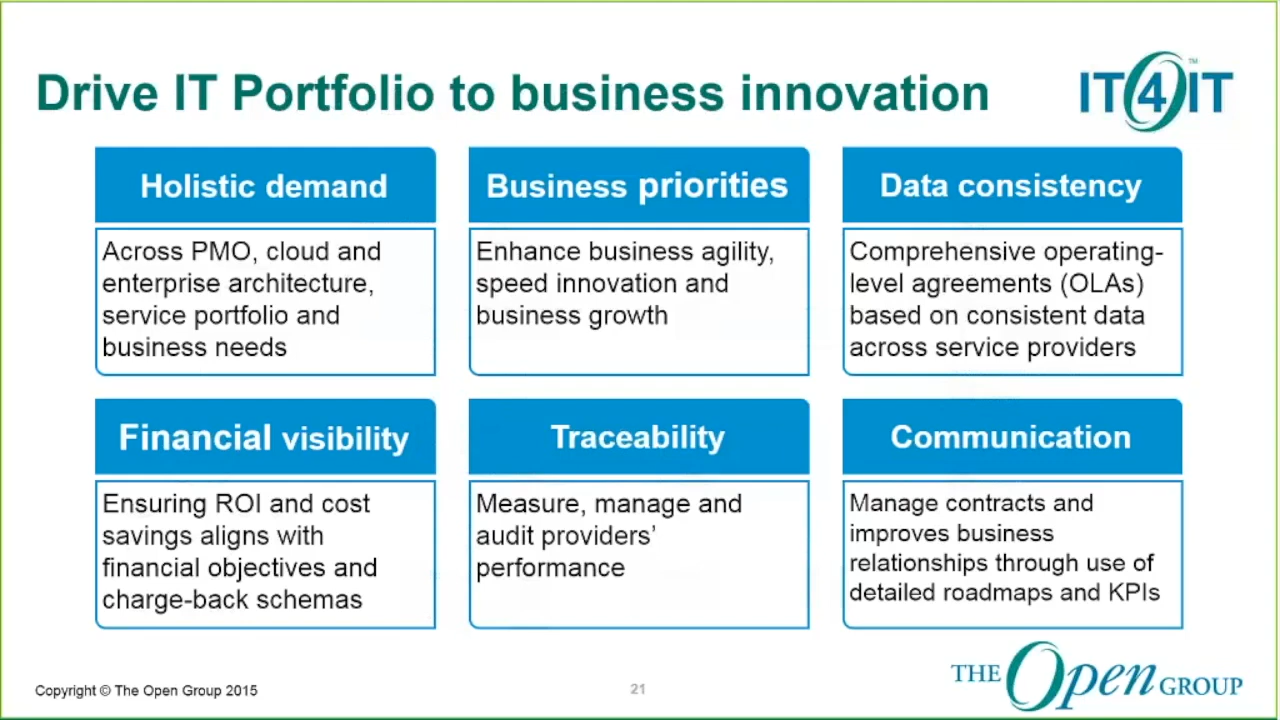 Drive IT Portfolio to business innovation
IT4IT™
Holistic demand
Across PMO, cloud and
enterprise architecture,
service portfolio and
business needs
Business priorities
Enhance business agility,
speed innovation and
business growth
Data consistency
Comprehensive operating-
level agreements (OLAs)
based on consistent data
across service providers
Financial visibility
Ensuring ROI and cost
savings aligns with
financial objectives and
charge-back schemas
Traceability
Measure, manage and
audit providers’
performance
Communication
Manage contracts and
improves business
relationships through use of
detailed roadmaps and KPIs
Copyright © The Open Group 2015
21
THE Open GROUP